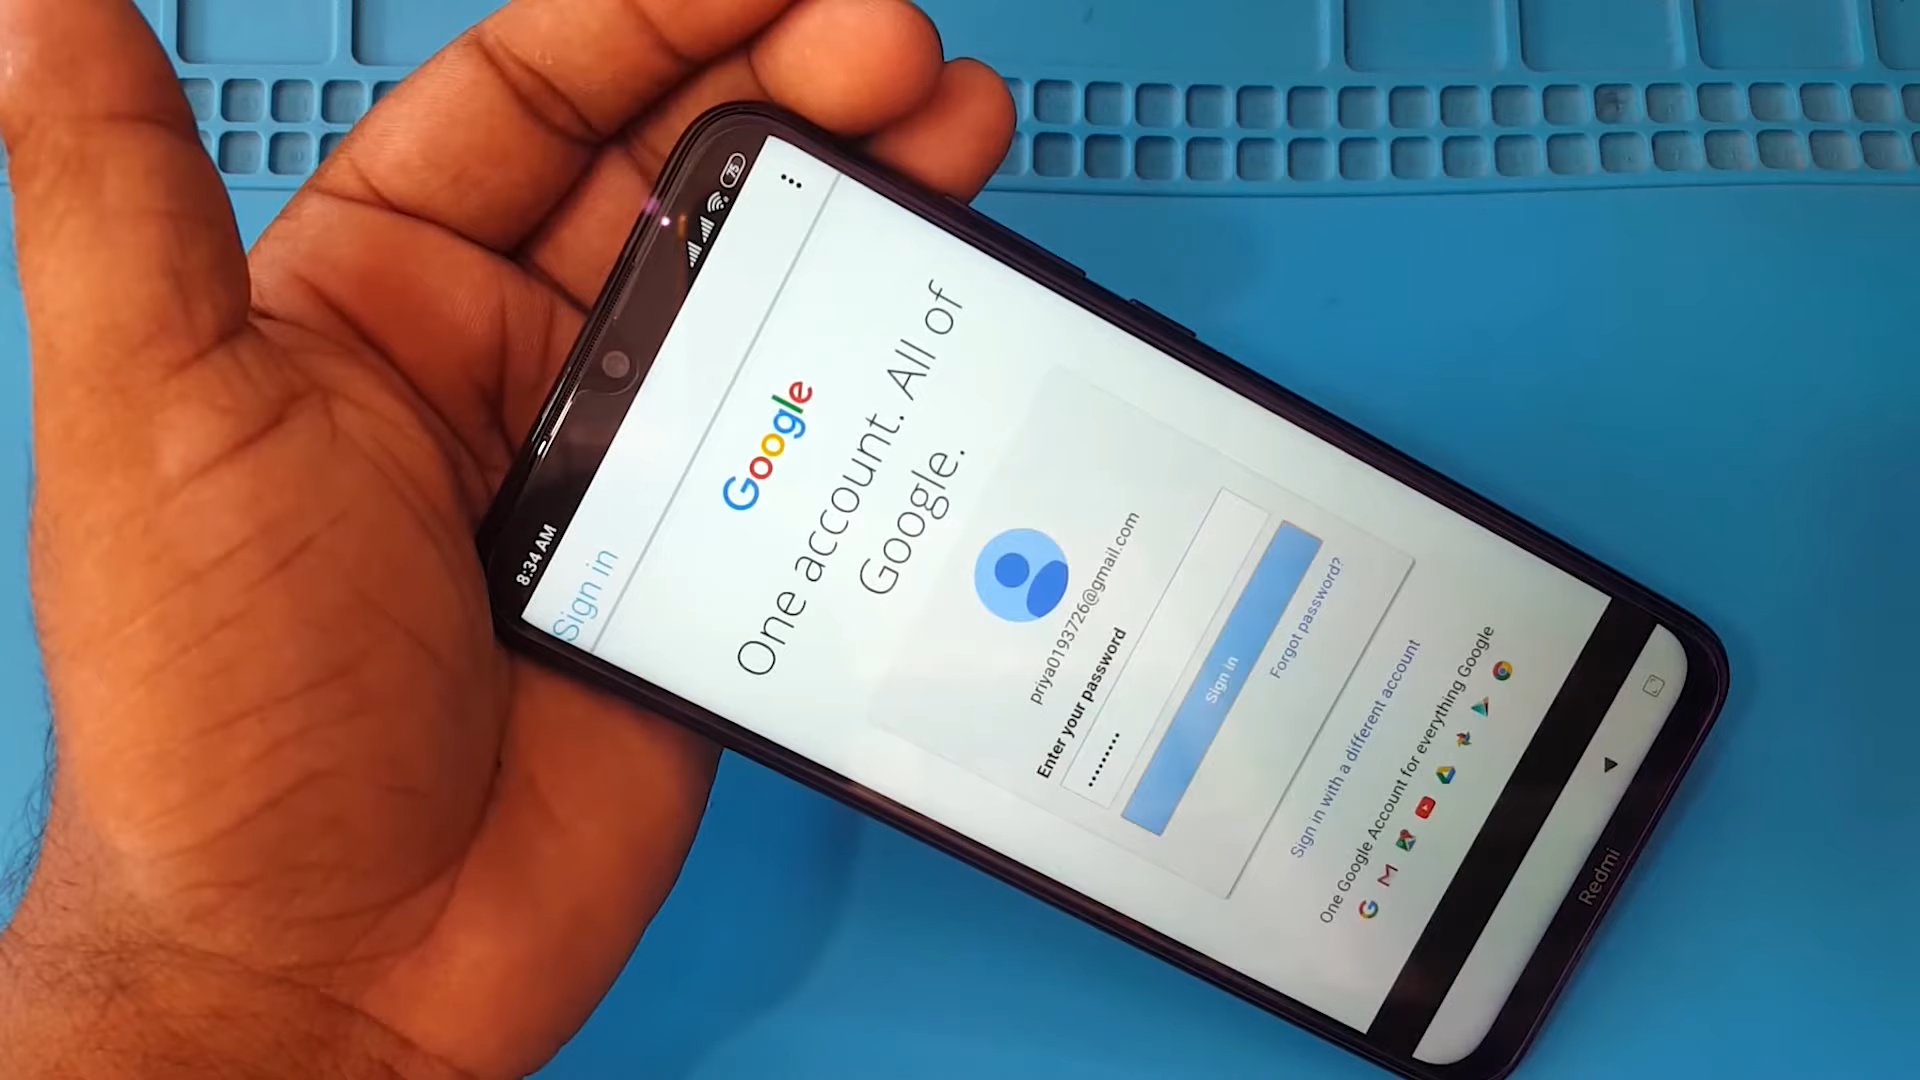 8:34 AM
75
Sign in
Google
One account. All of
Google.
priya0193726@gmail.com
Enter your password
•••••••••
Sign in
Forgot password?
Sign in with a different account
One Google Account for everything Google
Redmi